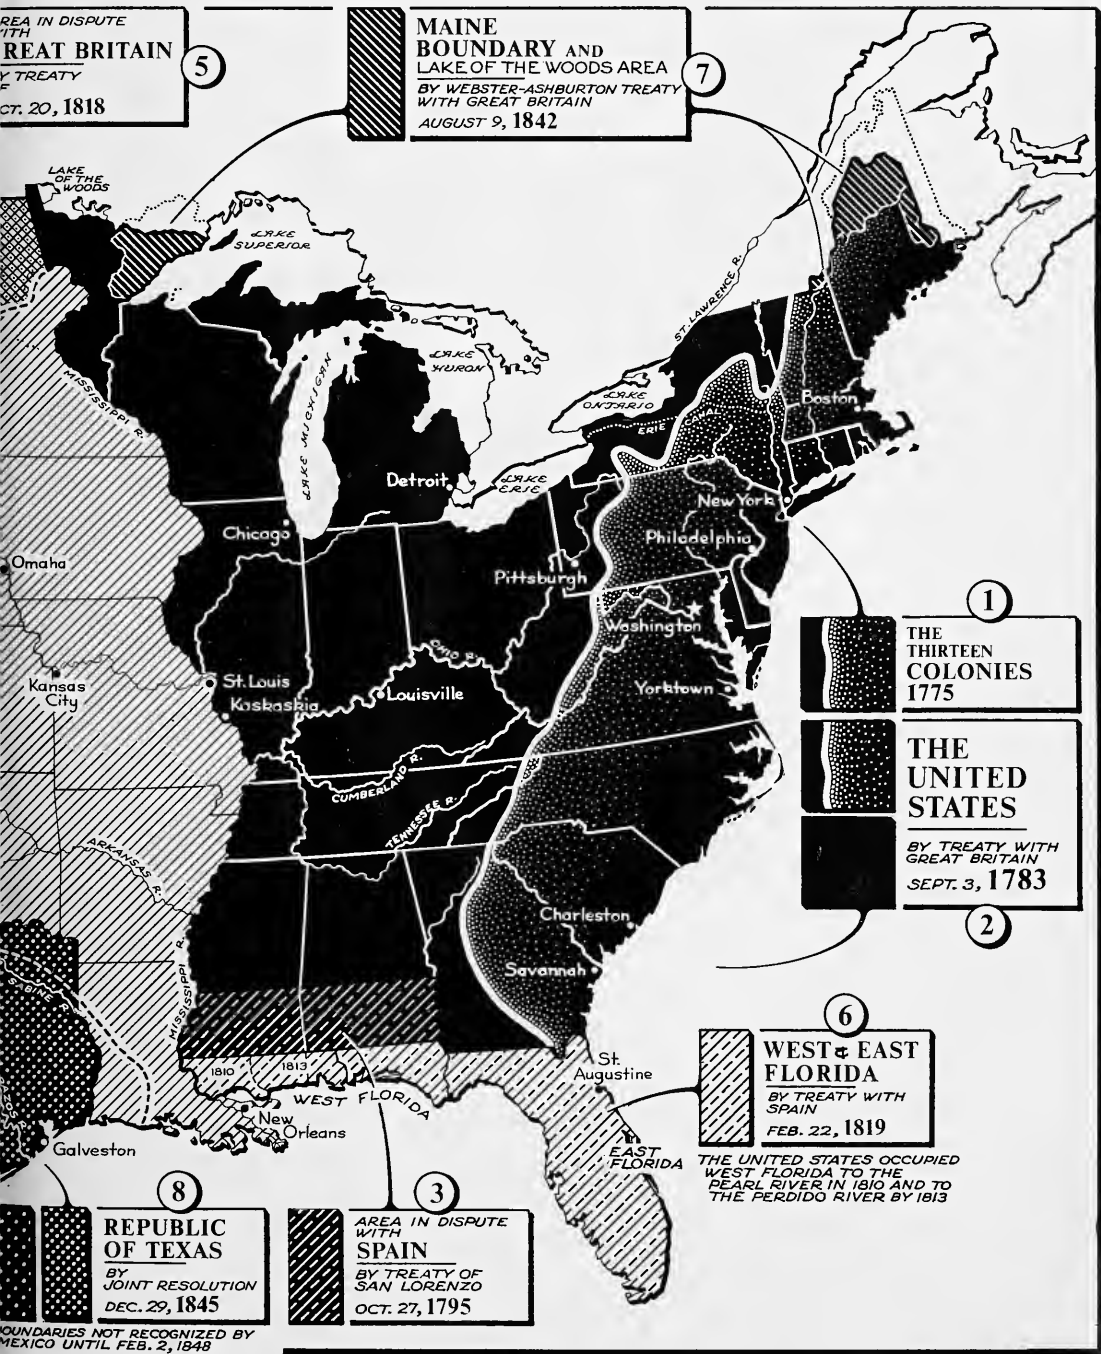 REA IN DISPUTE
ITH
REAT BRITAIN
Y TREATY
F
CT. 20, 1818
5
MAINE
BOUNDARY AND
LAKE OF THE WOODS AREA
BY WEBSTER-ASHBURTON TREATY
WITH GREAT BRITAIN
AUGUST 9, 1842
7
LAKE
OF THE
WOODS
LAKE
SUPERIOR
ST. LAWRENCE R.
LAKE
HURON
LAKE MICHIGAN
MISSISSIPPI R.
LAKE
ONTARIO
ERIE CANAL
Boston
Detroit
LAKE
ERIE
New York
Chicago
Philadelphia
Omaha
Pittsburgh
Washington
OHIO R.
St. Louis
Kansas
City
Louisville
Kaskaskia
Yorktown
1
THE
THIRTEEN
COLONIES
1775
THE
UNITED
STATES
BY TREATY WITH
GREAT BRITAIN
SEPT. 3, 1783
2
CUMBERLAND R.
TENNESSEE R.
ARKANSAS R.
Charleston
Savannah
SABINE R.
MISSISSIPPI R.
1810
1813
WEST FLORIDA
New
Orleans
St.
Augustine
EAST
FLORIDA
Galveston
6
WEST & EAST
FLORIDA
BY TREATY WITH
SPAIN
FEB. 22, 1819
THE UNITED STATES OCCUPIED
WEST FLORIDA TO THE
PEARL RIVER IN 1810 AND TO
THE PERDIDO RIVER BY 1813
8
REPUBLIC
OF TEXAS
BY
JOINT RESOLUTION
DEC. 29, 1845
OUNDARIES NOT RECOGNIZED BY
MEXICO UNTIL FEB. 2, 1848
3
AREA IN DISPUTE
WITH
SPAIN
BY TREATY OF
SAN LORENZO
OCT. 27, 1795